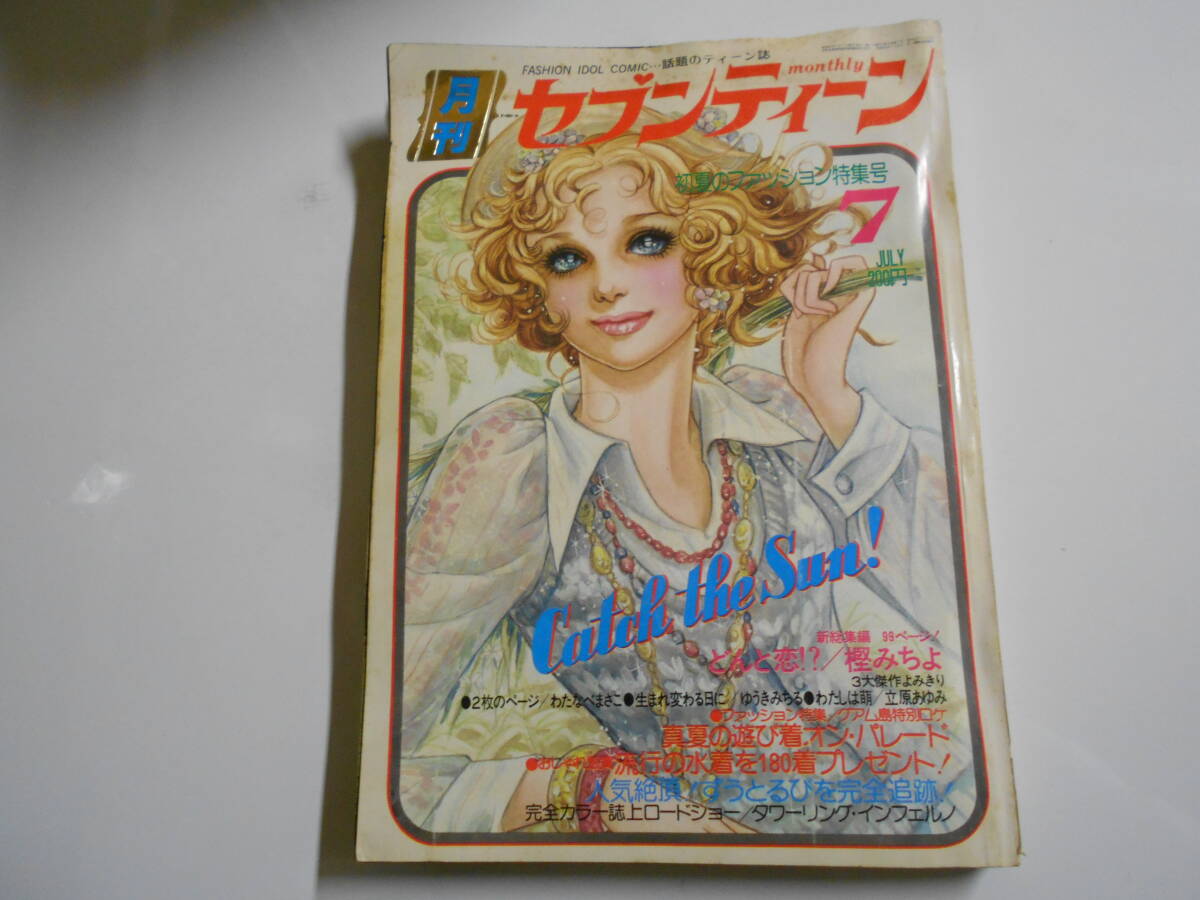 FASHION IDOL COMIC…話題のティーン誌
月刊
セブンティーン
monthly
初夏のファッション特集号
7
JULY
200円
Catch the Sun!
新総集編 99ページ!
どんと恋!?/樫みちよ
3大傑作よみきり
●2枚のページ/わたなべまさこ●生まれ変わる日に/ゆうきみちる●わたしは萌/立原あゆみ
●ファッション特集/グアム島特別ロケ
真夏の遊び着オン・パレード
流行の水着を180着プレゼント!
人気絶頂!ずうとるびを完全追跡!
完全カラー誌上ロードショー/タワーリング・インフェルノ